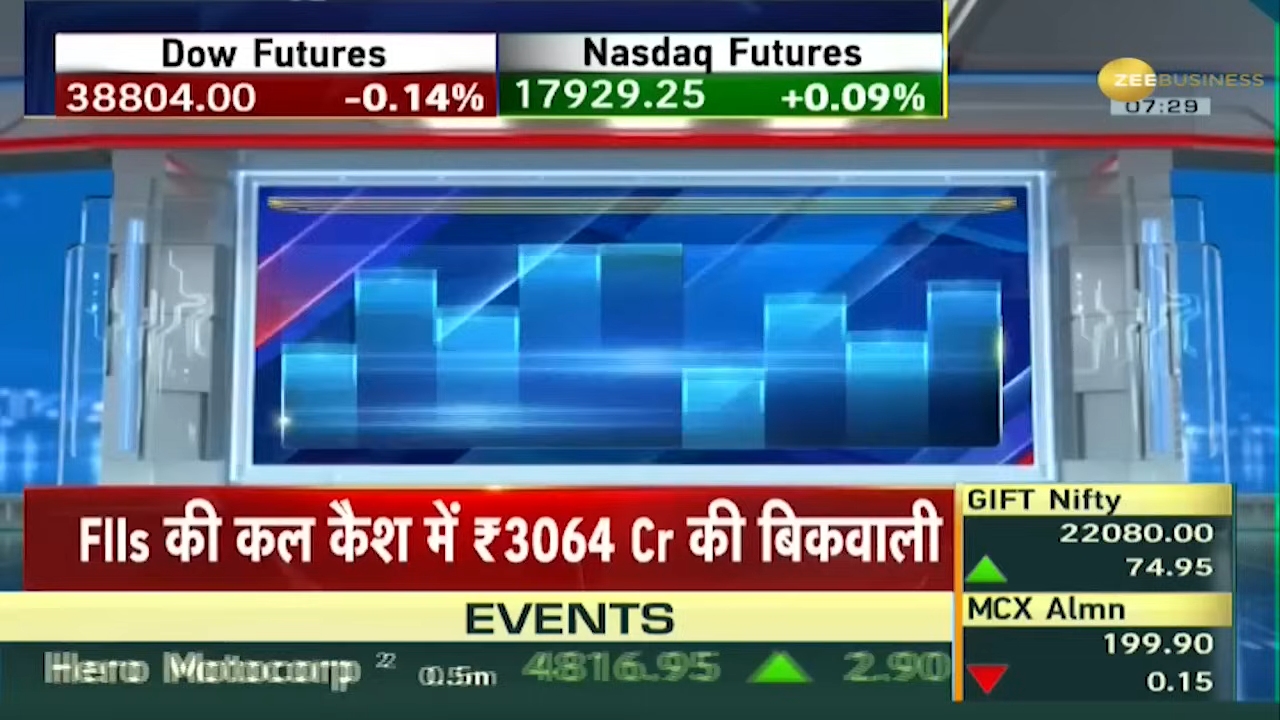 Dow Futures
38804.00 -0.14%
Nasdaq Futures
17929.25 +0.09%
ZEEBUSINESS
07:29
FIIs की कल कैश में ₹3064 Cr की बिकवाली
GIFT Nifty
22080.00
74.95
EVENTS
MCX Almn
199.90
0.15
Hero Motocorp 22 0.5m 4816.95 2.90